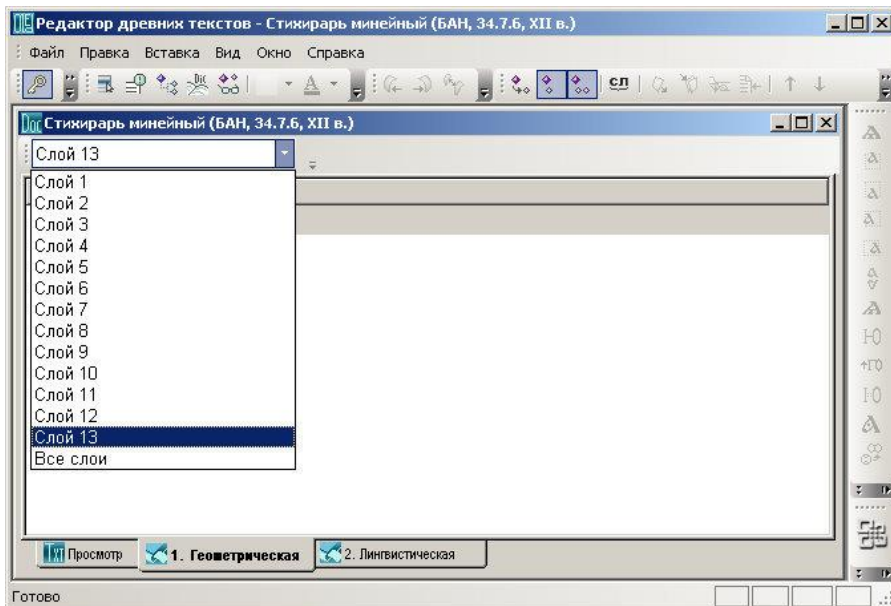 Редактор древних текстов - Стихирарь минейный (БАН, 34.7.6, XII в.)
Файл Правка Вставка Вид Окно Справка
СЛ
Doc Стихирарь минейный (БАН, 34.7.6, XII в.)
Слой 13
Слой 1
Слой 2
Слой 3
Слой 4
Слой 5
Слой 6
Слой 7
Слой 8
Слой 9
Слой 10
Слой 11
Слой 12
Слой 13
Все слои
TXT Просмотр 1. Геометрическая 2. Лингвистическая
Готово